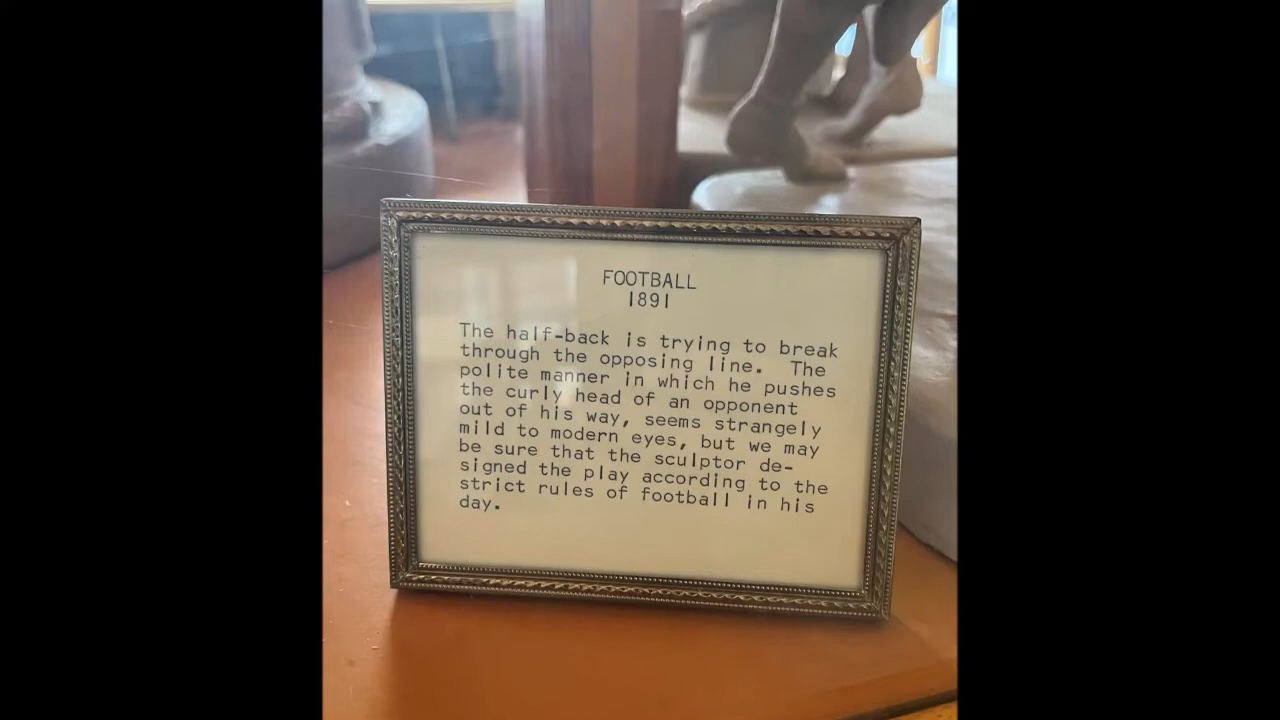 FOOTBALL
1891
The half-back is trying to break
through the opposing line.  The
polite manner in which he pushes
the curly head of an opponent
out of his way, seems strangely
mild to modern eyes, but we may
be sure that the sculptor de-
signed the play according to the
strict rules of football in his
day.